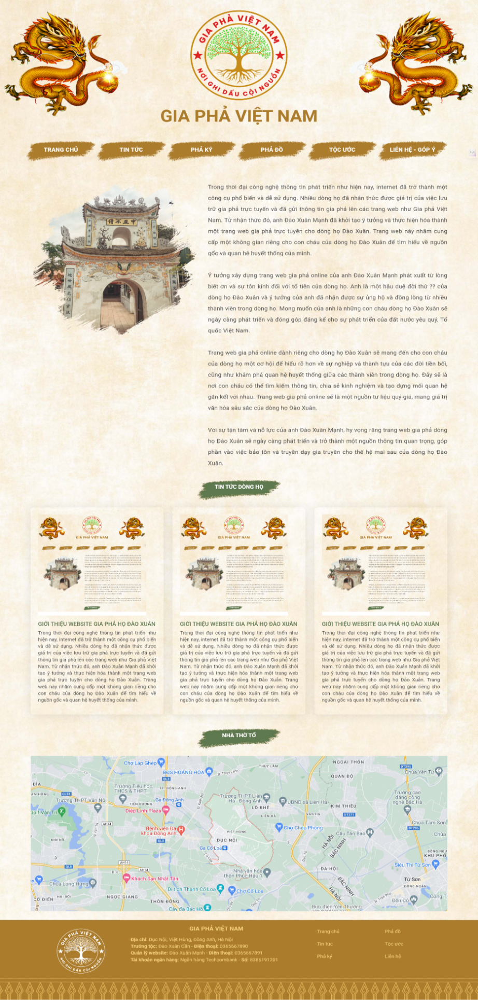 GIA PHẢ VIỆT NAM
NƠI GHI DẤU CỘI NGUỒN
GIA PHẢ VIỆT NAM
TRANG CHỦ
TIN TỨC
PHẢ KÝ
PHẢ ĐỒ
TỘC ƯỚC
LIÊN HỆ - GÓP Ý
Trong thời đại công nghệ thông tin phát triển như hiện nay, internet đã trở thành một
công cụ phổ biến và dễ sử dụng. Nhiều dòng họ đã nhận thức được giá trị của việc lưu
trữ gia phả trực tuyến và đã gửi thông tin gia phả lên các trang web như Gia phả Việt
Nam. Từ nhận thức đó, anh Đào Xuân Mạnh đã khởi tạo ý tưởng và thực hiện hóa thành
một trang web gia phả trực tuyến cho dòng họ Đào Xuân. Trang web này nhằm cung
cấp một không gian riêng cho con cháu của dòng họ Đào Xuân để tìm hiểu về nguồn
gốc và quan hệ huyết thống của mình.
Ý tưởng xây dựng trang web gia phả online của anh Đào Xuân Mạnh phát xuất từ lòng
biết ơn và sự tôn kính đối với tổ tiên của dòng họ. Anh là một hậu duệ đời thứ ?? của
dòng họ Đào Xuân và ý tưởng của anh đã nhận được sự ủng hộ và đồng lòng từ nhiều
thành viên trong dòng họ. Mong muốn của anh là những con cháu dòng họ Đào Xuân sẽ
ngày càng phát triển và đóng góp đáng kể cho sự phát triển của đất nước yêu quý, Tổ
quốc Việt Nam.
Trang web gia phả online dành riêng cho dòng họ Đào Xuân sẽ mang đến cho con cháu
của dòng họ một cơ hội để hiểu rõ hơn về sự nghiệp và thành tựu của các đời tiền bối,
cũng như khám phá quan hệ huyết thống giữa các thành viên trong dòng họ. Đây sẽ là
nơi con cháu có thể tìm kiếm thông tin, chia sẻ kinh nghiệm và tạo dựng mối quan hệ
gắn kết với nhau. Trang web gia phả online sẽ là một nguồn tư liệu quý giá, mang giá trị
văn hóa sâu sắc của dòng họ Đào Xuân.
Với sự tận tâm và nỗ lực của anh Đào Xuân Mạnh, hy vọng rằng trang web gia phả dòng
họ Đào Xuân sẽ ngày càng phát triển và trở thành một nguồn thông tin quan trọng, góp
phần vào việc bảo tồn và truyền dạy gia truyền cho thế hệ mai sau của dòng họ Đào
Xuân.
TIN TỨC DÒNG HỌ
GIA PHẢ VIỆT NAM
GIỚI THIỆU WEBSITE GIA PHẢ HỌ ĐÀO XUÂN
Trong thời đại công nghệ thông tin phát triển như
hiện nay, internet đã trở thành một công cụ phổ biến
và dễ sử dụng. Nhiều dòng họ đã nhận thức được
giá trị của việc lưu trữ gia phả trực tuyến và đã gửi
thông tin gia phả lên các trang web như Gia phả Việt
Nam. Từ nhận thức đó, anh Đào Xuân Mạnh đã khởi
tạo ý tưởng và thực hiện hóa thành một trang web
gia phả trực tuyến cho dòng họ Đào Xuân. Trang
web này nhằm cung cấp một không gian riêng cho
con cháu của dòng họ Đào Xuân để tìm hiểu về
nguồn gốc và quan hệ huyết thống của mình.
GIA PHẢ VIỆT NAM
GIỚI THIỆU WEBSITE GIA PHẢ HỌ ĐÀO XUÂN
Trong thời đại công nghệ thông tin phát triển như
hiện nay, internet đã trở thành một công cụ phổ biến
và dễ sử dụng. Nhiều dòng họ đã nhận thức được
giá trị của việc lưu trữ gia phả trực tuyến và đã gửi
thông tin gia phả lên các trang web như Gia phả Việt
Nam. Từ nhận thức đó, anh Đào Xuân Mạnh đã khởi
tạo ý tưởng và thực hiện hóa thành một trang web
gia phả trực tuyến cho dòng họ Đào Xuân. Trang
web này nhằm cung cấp một không gian riêng cho
con cháu của dòng họ Đào Xuân để tìm hiểu về
nguồn gốc và quan hệ huyết thống của mình.
GIA PHẢ VIỆT NAM
GIỚI THIỆU WEBSITE GIA PHẢ HỌ ĐÀO XUÂN
Trong thời đại công nghệ thông tin phát triển như
hiện nay, internet đã trở thành một công cụ phổ biến
và dễ sử dụng. Nhiều dòng họ đã nhận thức được
giá trị của việc lưu trữ gia phả trực tuyến và đã gửi
thông tin gia phả lên các trang web như Gia phả Việt
Nam. Từ nhận thức đó, anh Đào Xuân Mạnh đã khởi
tạo ý tưởng và thực hiện hóa thành một trang web
gia phả trực tuyến cho dòng họ Đào Xuân. Trang
web này nhằm cung cấp một không gian riêng cho
con cháu của dòng họ Đào Xuân để tìm hiểu về
nguồn gốc và quan hệ huyết thống của mình.
NHÀ THỜ TỔ
Chợ Lắp Ghép
THỤY LÂM
NGOẠI THÔN
DT295
BĐS HOÀNG HÒA
Đ. Thụy Lâm
QUAN ĐỘ
Chùa Yên Từ
QL3
ĐÌA
Trường Tiểu học,
THCS & THPT
TT. ĐÔNG ANH
QL23
Trường THPT Vân Nội
TIÊN DƯƠNG
Ga Đông Anh
Trường THPT Liên
Hà - Đông Anh
UBND xã Liên Hà
Trường cao
đẳng công
nghệ Bắc Hà
LỖ KHÊ
KIM THIỀU
Golf Vân Trì
Diệp Linh Plaza
LIÊN HÀ
VÂN HÀ
DT271
AH14
Bệnh viện Đa
khoa Đông Anh
Chợ Châu Phong
Chùa Tam Sơn
DT295
VIỆT HÙNG
Cầu Tân Bao
Chùa
KIM NỖ
QL3
DỤC NỘI
HÀ NỘI
BẮC NINH
Ga Cổ Loa
ĐỒNG NGU
KHU PHỐ
QL5
AH14
AH14
Đ. 6
Nhà văn hóa
thôn Phúc Hậu 1
ĐA HỘI
Siêu Thị Từ Sơn
Khách Sạn Nhật Tân
Từ Sơn
Chùa Long Hưng
Di tích Thành Cổ Loa
Chợ Cổ Loa
BẮC NINH
HÀ NỘI
ĐÔNG NGÀN
CỔ ĐIỂN
HẢI BỐI
NGỌC GIANG
THÔN ĐÔNG
Đ. Trần Phú
Đền Đô
Công T
Cây đa Bác Hồ
Bưu điện Yên Thường
GIA PHẢ VIỆT NAM
NƠI GHI DẤU CỘI NGUỒN
GIA PHẢ VIỆT NAM
Địa chỉ: Dục Nội, Việt Hùng, Đông Anh, Hà Nội
Trưởng tộc: Đào Xuân Cần - Điện thoại: 0365667890
Quản lý website: Đào Xuân Mạnh - Điện thoại: 0365667891
Tài khoản ngân hàng: Ngân hàng Techcombank - Số: 8386191201
Trang chủ
Phả đồ
Tin tức
Tộc ước
Phả ký
Liên hệ